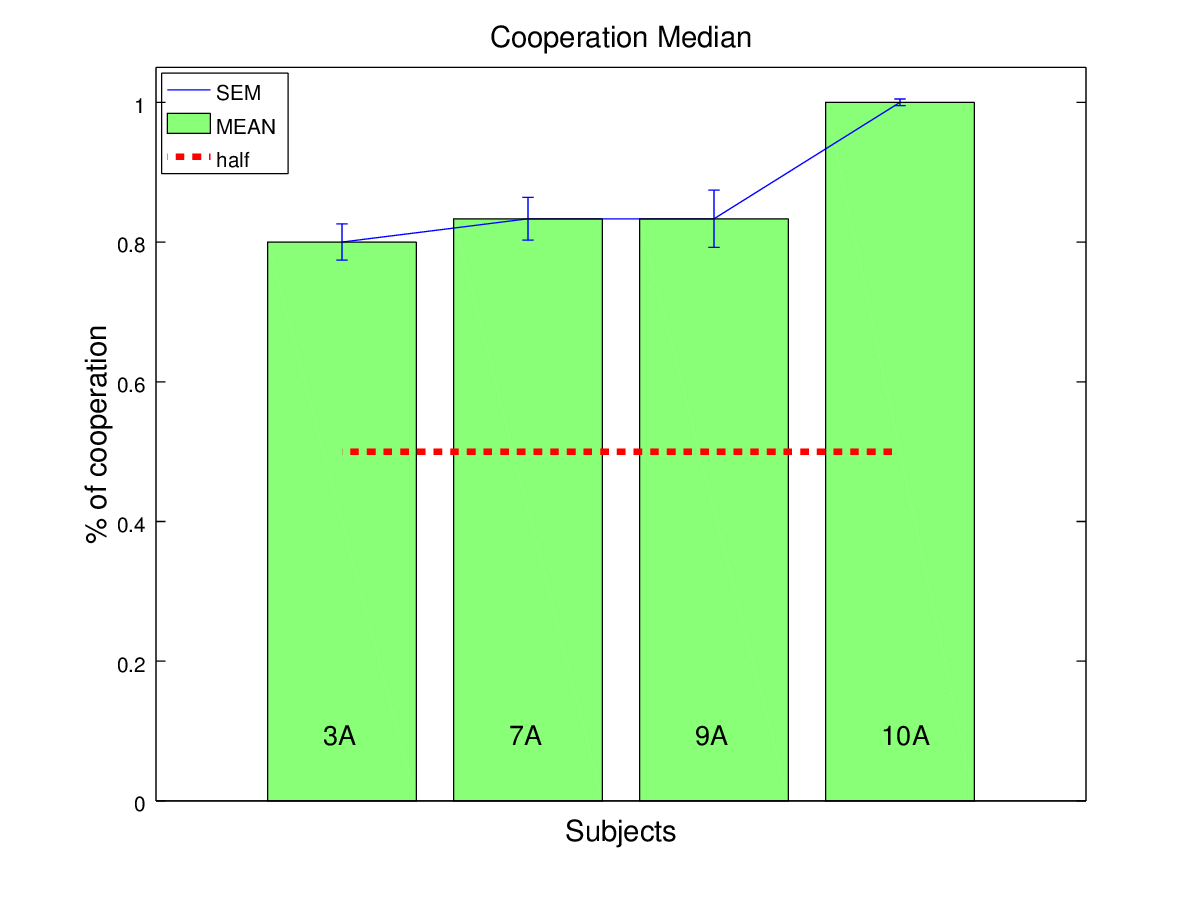 Cooperation Median
SEM
MEAN
half
1
0.8
0.6
0.4
0.2
0
% of cooperation
3A
7A
9A
10A
Subjects